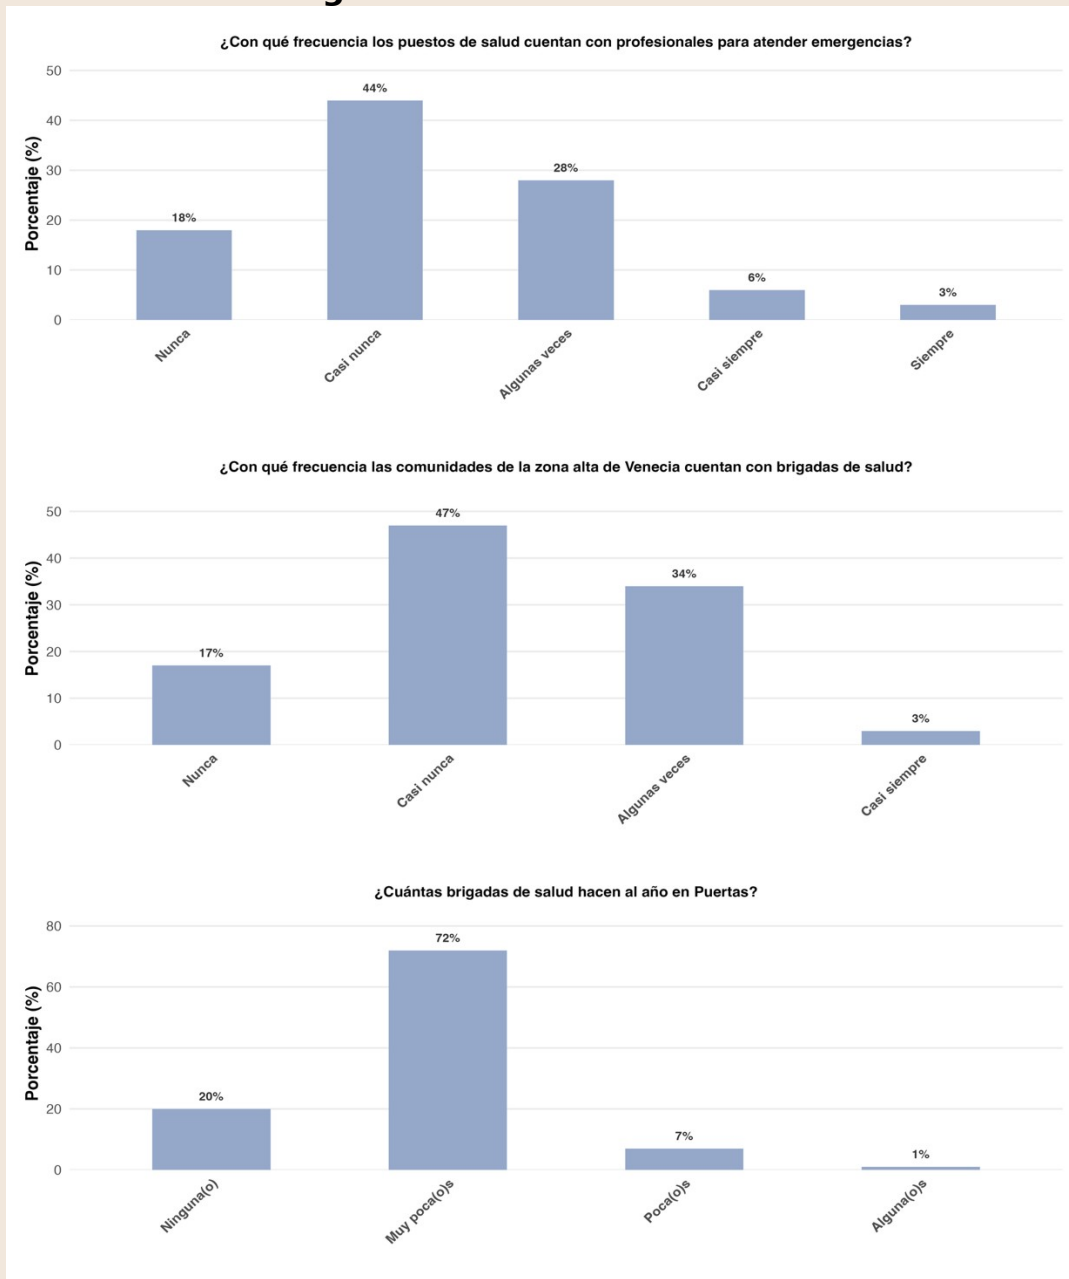 ¿Con qué frecuencia los puestos de salud cuentan con profesionales para atender emergencias?
Porcentaje (%)
50
40
30
20
10
0
18%
44%
28%
6%
3%
Nunca
Casi nunca
Algunas veces
Casi siempre
Siempre
¿Con qué frecuencia las comunidades de la zona alta de Venecia cuentan con brigadas de salud?
Porcentaje (%)
50
40
30
20
10
0
17%
47%
34%
3%
Nunca
Casi nunca
Algunas veces
Casi siempre
¿Cuántas brigadas de salud hacen al año en Puertas?
Porcentaje (%)
80
60
40
20
0
20%
72%
7%
1%
Ninguna(o)
Muy poca(o)s
Poca(o)s
Alguna(o)s